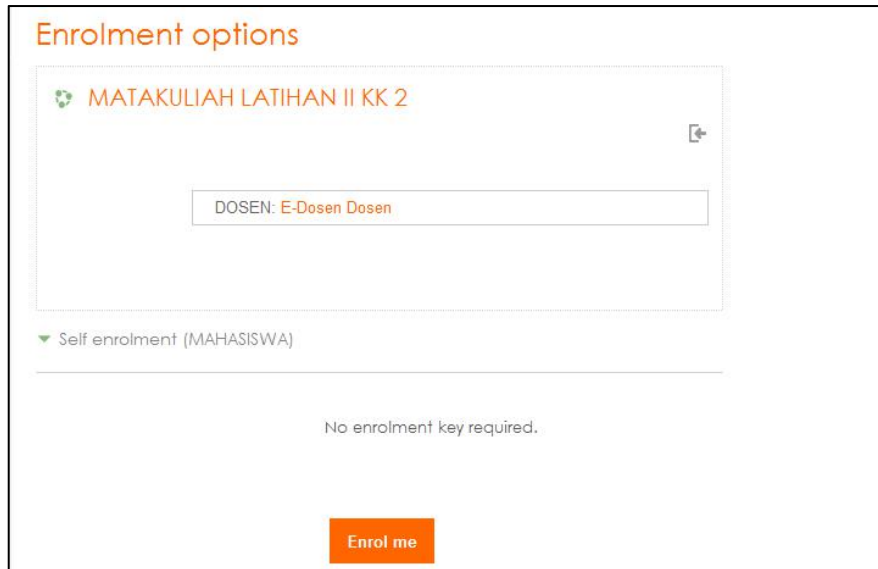 Enrolment options
MATAKULIAH LATIHAN II KK 2
DOSEN: E-Dosen Dosen
Self enrolment (MAHASISWA)
No enrolment key required.
Enrol me